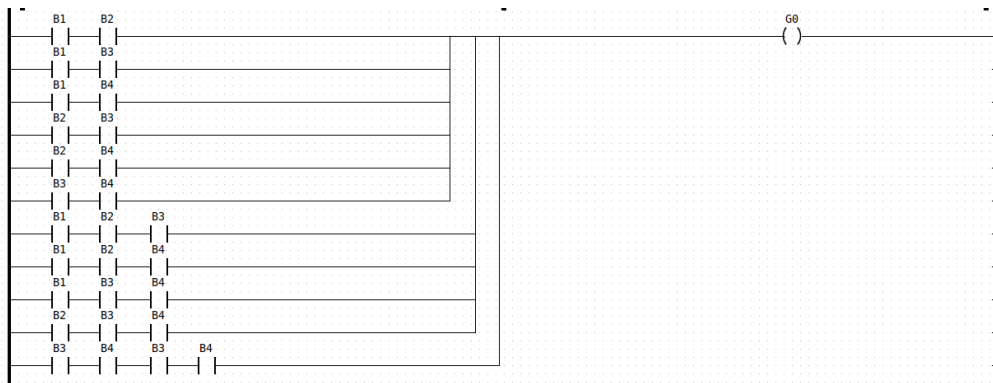 B1 B2 G0
B1 B3
B1 B4
B2 B3
B2 B4
B3 B4
B1 B2 B3
B1 B2 B4
B1 B3 B4
B2 B3 B4
B3 B4 B3 B4